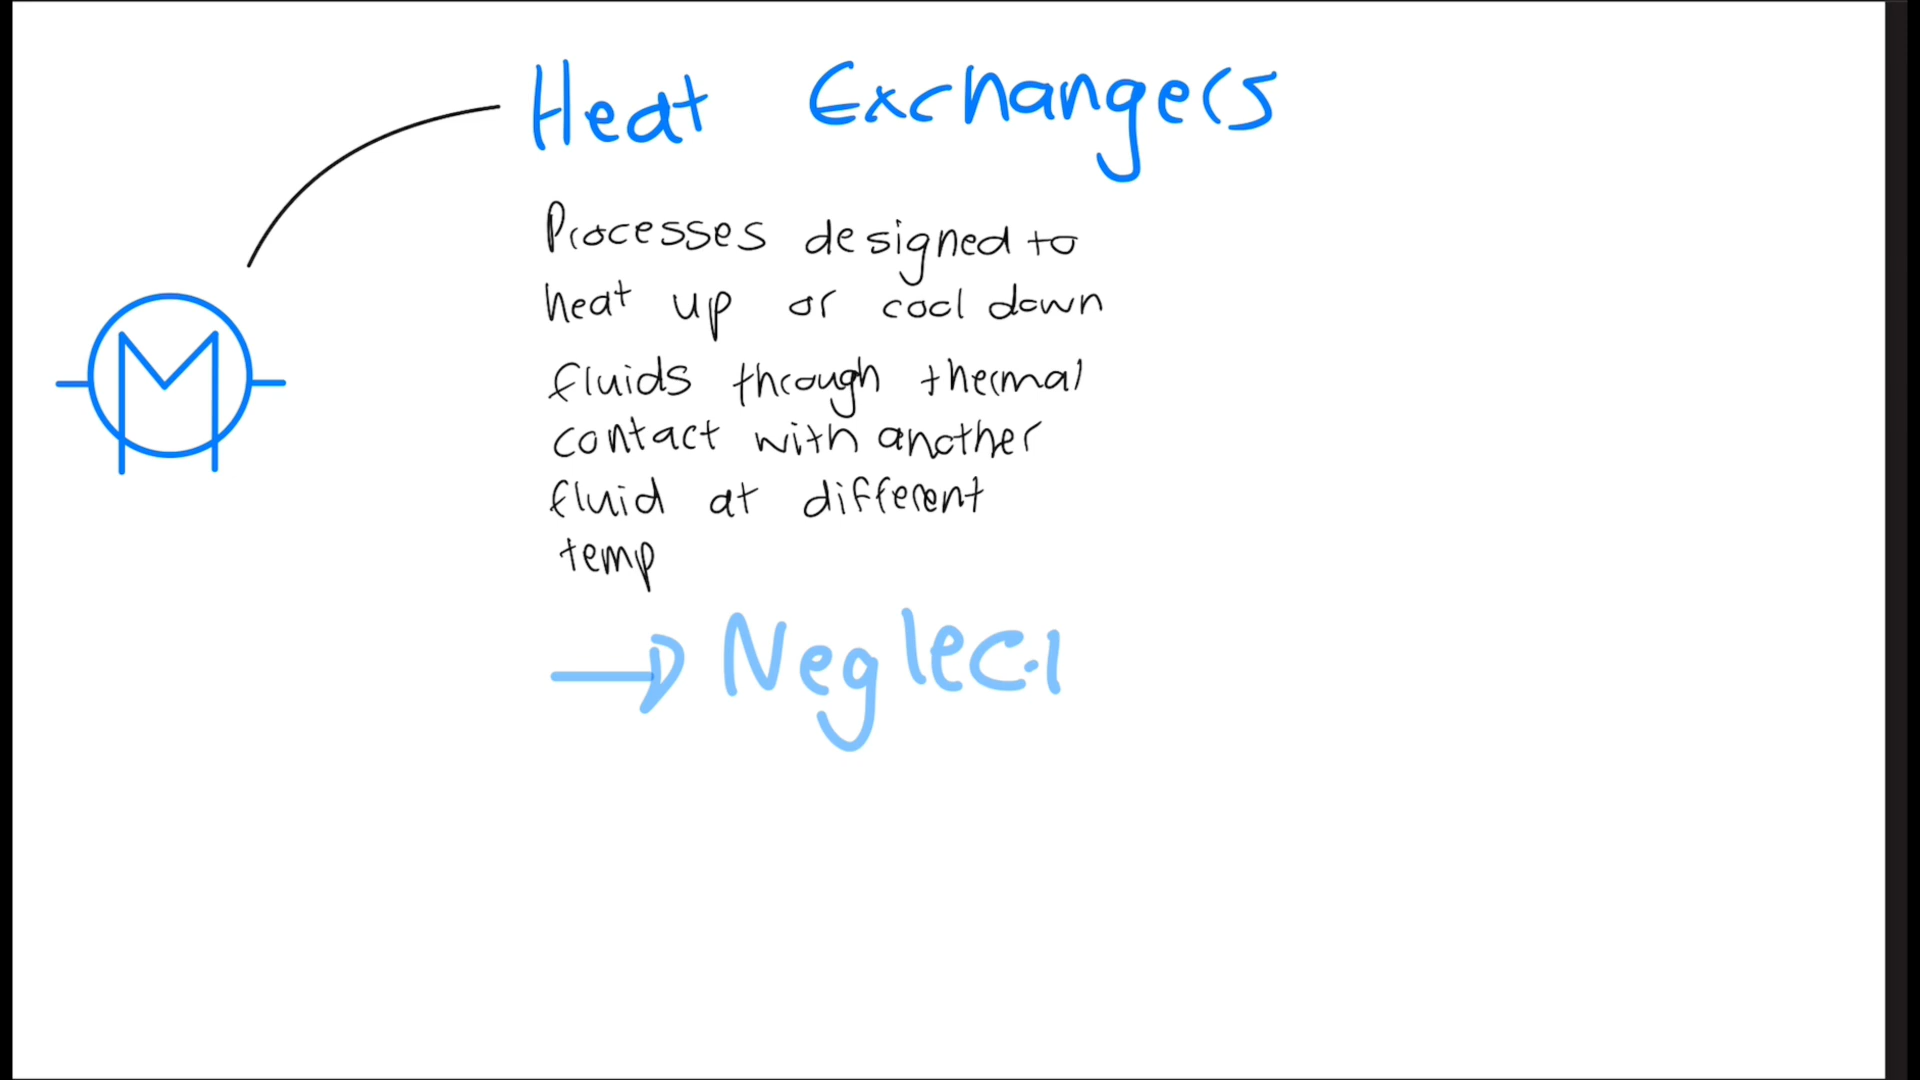 Heat Exchangers
Processes designed to
heat up or cool down
fluids through thermal
contact with another
fluid at different
temp
→ Neglec